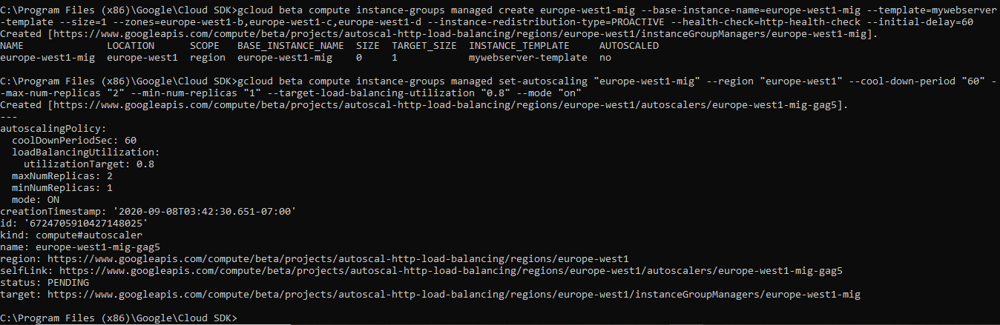 C:\Program Files (x86)\Google\Cloud SDK>gcloud beta compute instance-groups managed create europe-west1-mig --base-instance-name=europe-west1-mig --template=mywebserver
-template --size=1 --zones=europe-west1-b,europe-west1-c,europe-west1-d --instance-redistribution-type=PROACTIVE --health-check=http-health-check --initial-delay=60
Created [https://www.googleapis.com/compute/beta/projects/autoscal-http-load-balancing/regions/europe-west1/instanceGroupManagers/europe-west1-mig].
NAME              LOCATION      SCOPE   BASE_INSTANCE_NAME  SIZE  TARGET_SIZE  INSTANCE_TEMPLATE     AUTOSCALED
europe-west1-mig  europe-west1  region  europe-west1-mig    0     1            mywebserver-template  no
C:\Program Files (x86)\Google\Cloud SDK>gcloud beta compute instance-groups managed set-autoscaling "europe-west1-mig" --region "europe-west1" --cool-down-period "60" -
-max-num-replicas "2" --min-num-replicas "1" --target-load-balancing-utilization "0.8" --mode "on"
Created [https://www.googleapis.com/compute/beta/projects/autoscal-http-load-balancing/regions/europe-west1/autoscalers/europe-west1-mig-gag5].
---
autoscalingPolicy:
  coolDownPeriodSec: 60
  loadBalancingUtilization:
    utilizationTarget: 0.8
  maxNumReplicas: 2
  minNumReplicas: 1
  mode: ON
creationTimestamp: '2020-09-08T03:42:30.651-07:00'
id: '6724705910427148025'
kind: compute#autoscaler
name: europe-west1-mig-gag5
region: https://www.googleapis.com/compute/beta/projects/autoscal-http-load-balancing/regions/europe-west1
selfLink: https://www.googleapis.com/compute/beta/projects/autoscal-http-load-balancing/regions/europe-west1/autoscalers/europe-west1-mig-gag5
status: PENDING
target: https://www.googleapis.com/compute/beta/projects/autoscal-http-load-balancing/regions/europe-west1/instanceGroupManagers/europe-west1-mig
C:\Program Files (x86)\Google\Cloud SDK>